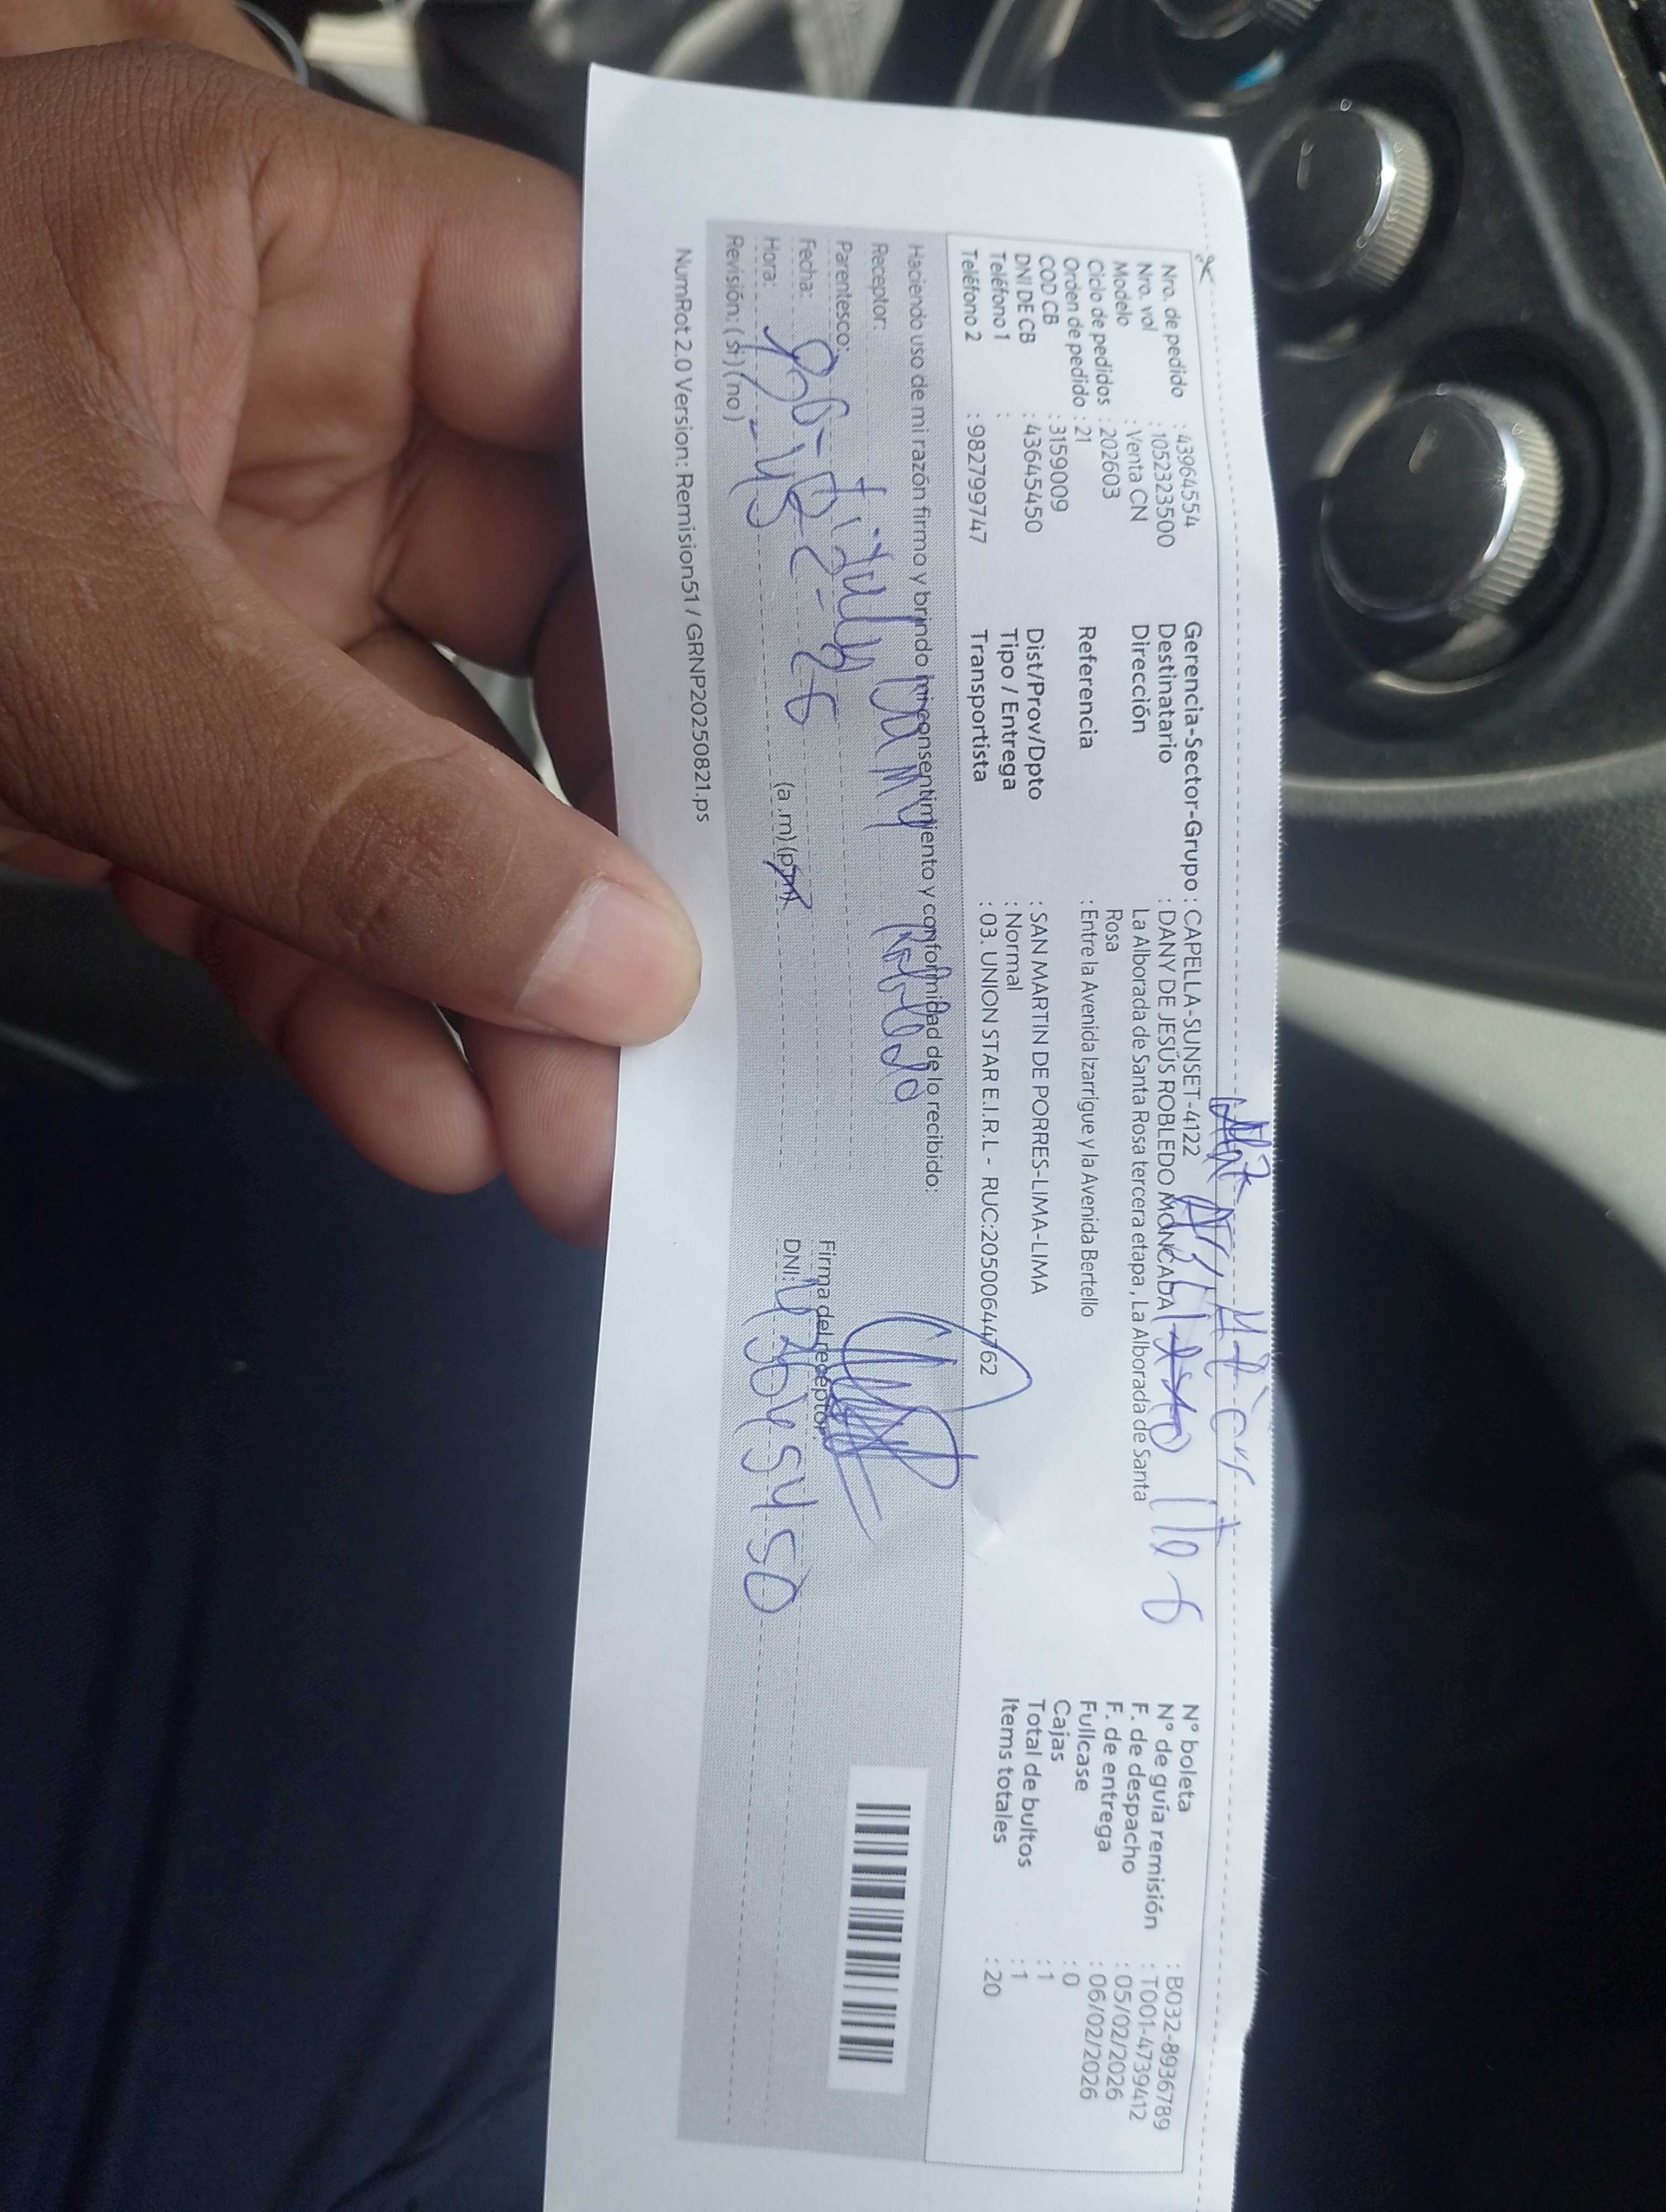 Nro. de pedido : 43964554
Nro. vol : 1052323500
Modelo : Venta CN
Ciclo de pedidos : 202603
Orden de pedido : 21
COD CB : 3159009
DNI DE CB : 43645450
Teléfono 1 :
Teléfono 2 : 982799747
Gerencia-Sector-Grupo : CAPELLA-SUNSET-4122
Destinatario : DANY DE JESÚS ROBLEDO MONCADA
Dirección La Alborada de Santa Rosa tercera etapa , La Alborada de Santa
Rosa
Referencia : Entre la Avenida Izarrigue y la Avenida Bertello
Dist/Prov/Dpto : SAN MARTIN DE PORRES-LIMA-LIMA
Tipo / Entrega : Normal
Transportista : 03. UNION STAR E.I.R.L - RUC:20500644762
N° boleta : B032-8936789
N° de guía remisión : T001-4739412
F. de despacho : 05/02/2026
F. de entrega : 06/02/2026
Fullcase : 0
Cajas : 1
Total de bultos : 1
Items totales : 20
Haciendo uso de mi razón firmo y brindo mi consentimiento y conformidad de lo recibido:
Receptor: Dany Robledo
Parentesco: titular
Fecha:
Hora: (a .m) (p.m)
Revisión: ( si ) ( no )
Firma del receptor:
DNI: 43645450
NumRot 2.0 Version: Remision51 / GRNP20250821.ps